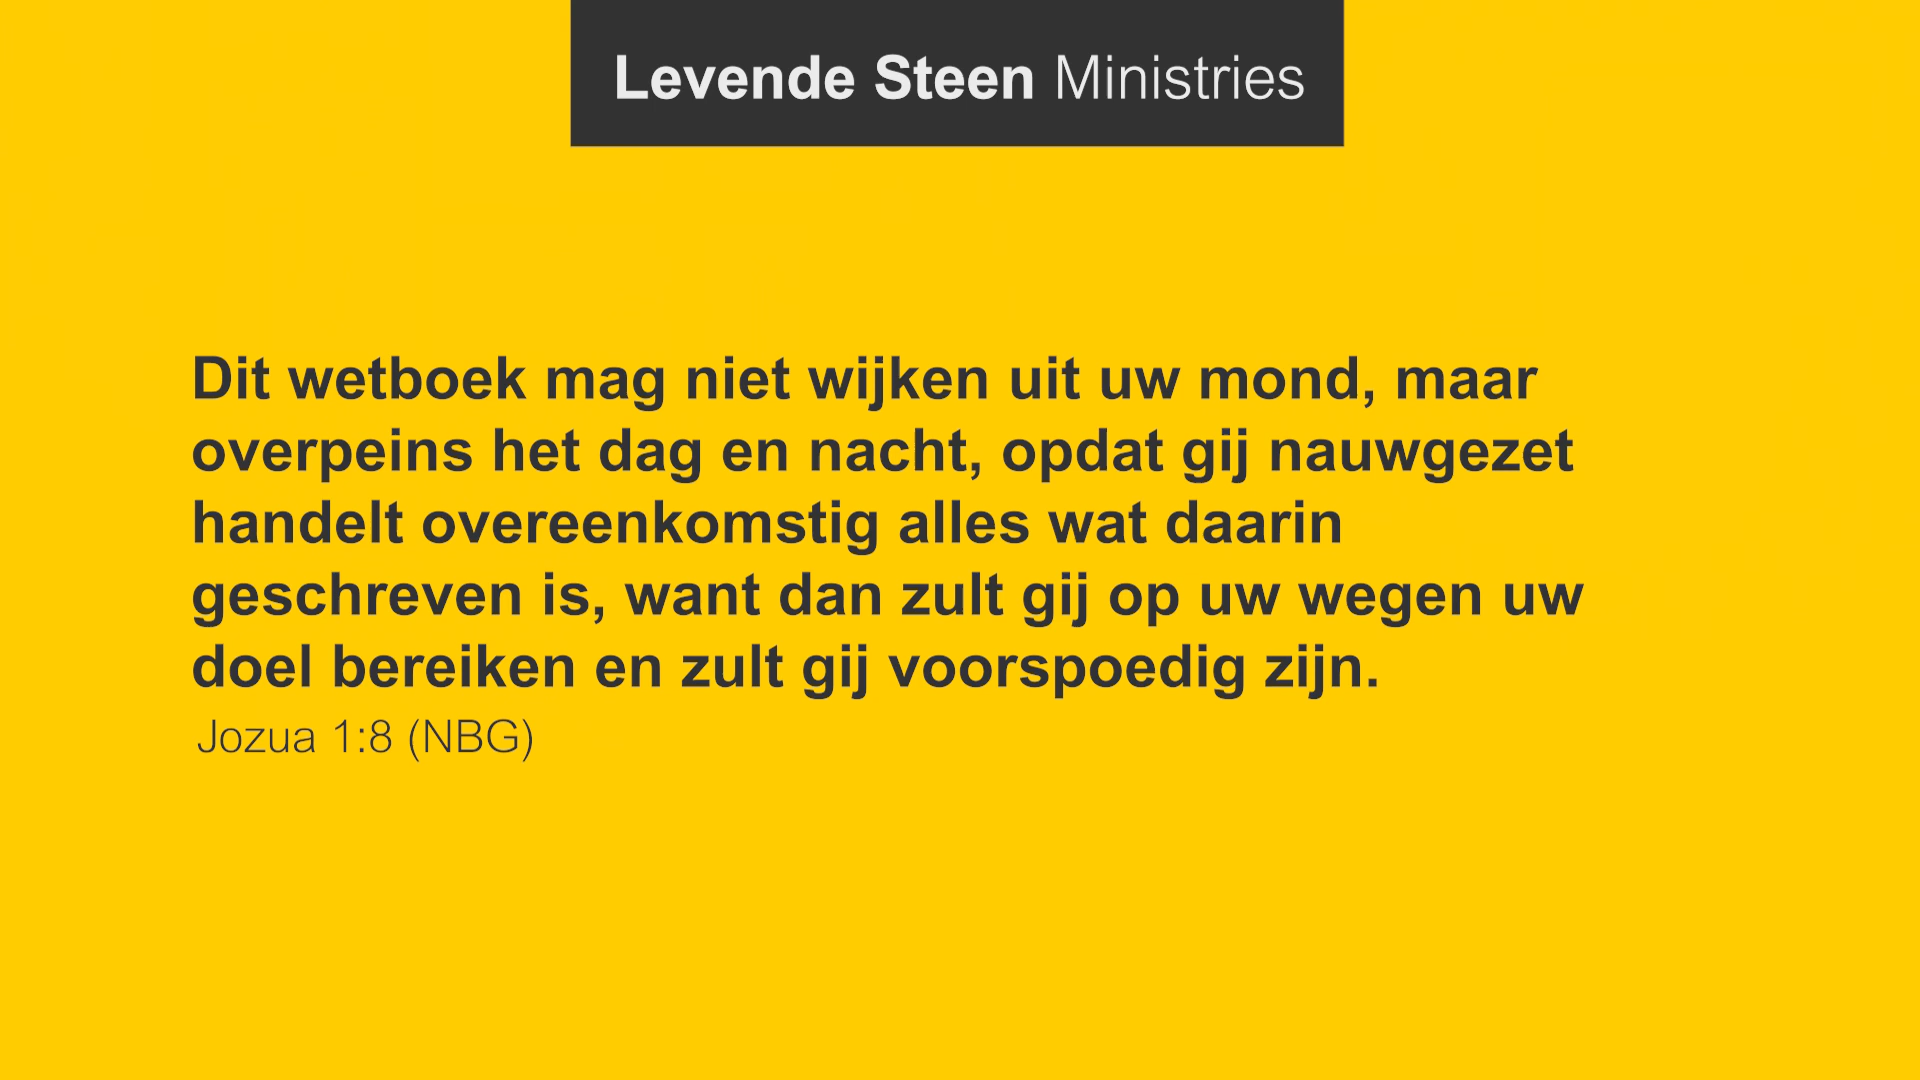 Levende Steen Ministries
Dit wetboek mag niet wijken uit uw mond, maar
overpeins het dag en nacht, opdat gij nauwgezet
handelt overeenkomstig alles wat daarin
geschreven is, want dan zult gij op uw wegen uw
doel bereiken en zult gij voorspoedig zijn.
Jozua 1:8 (NBG)